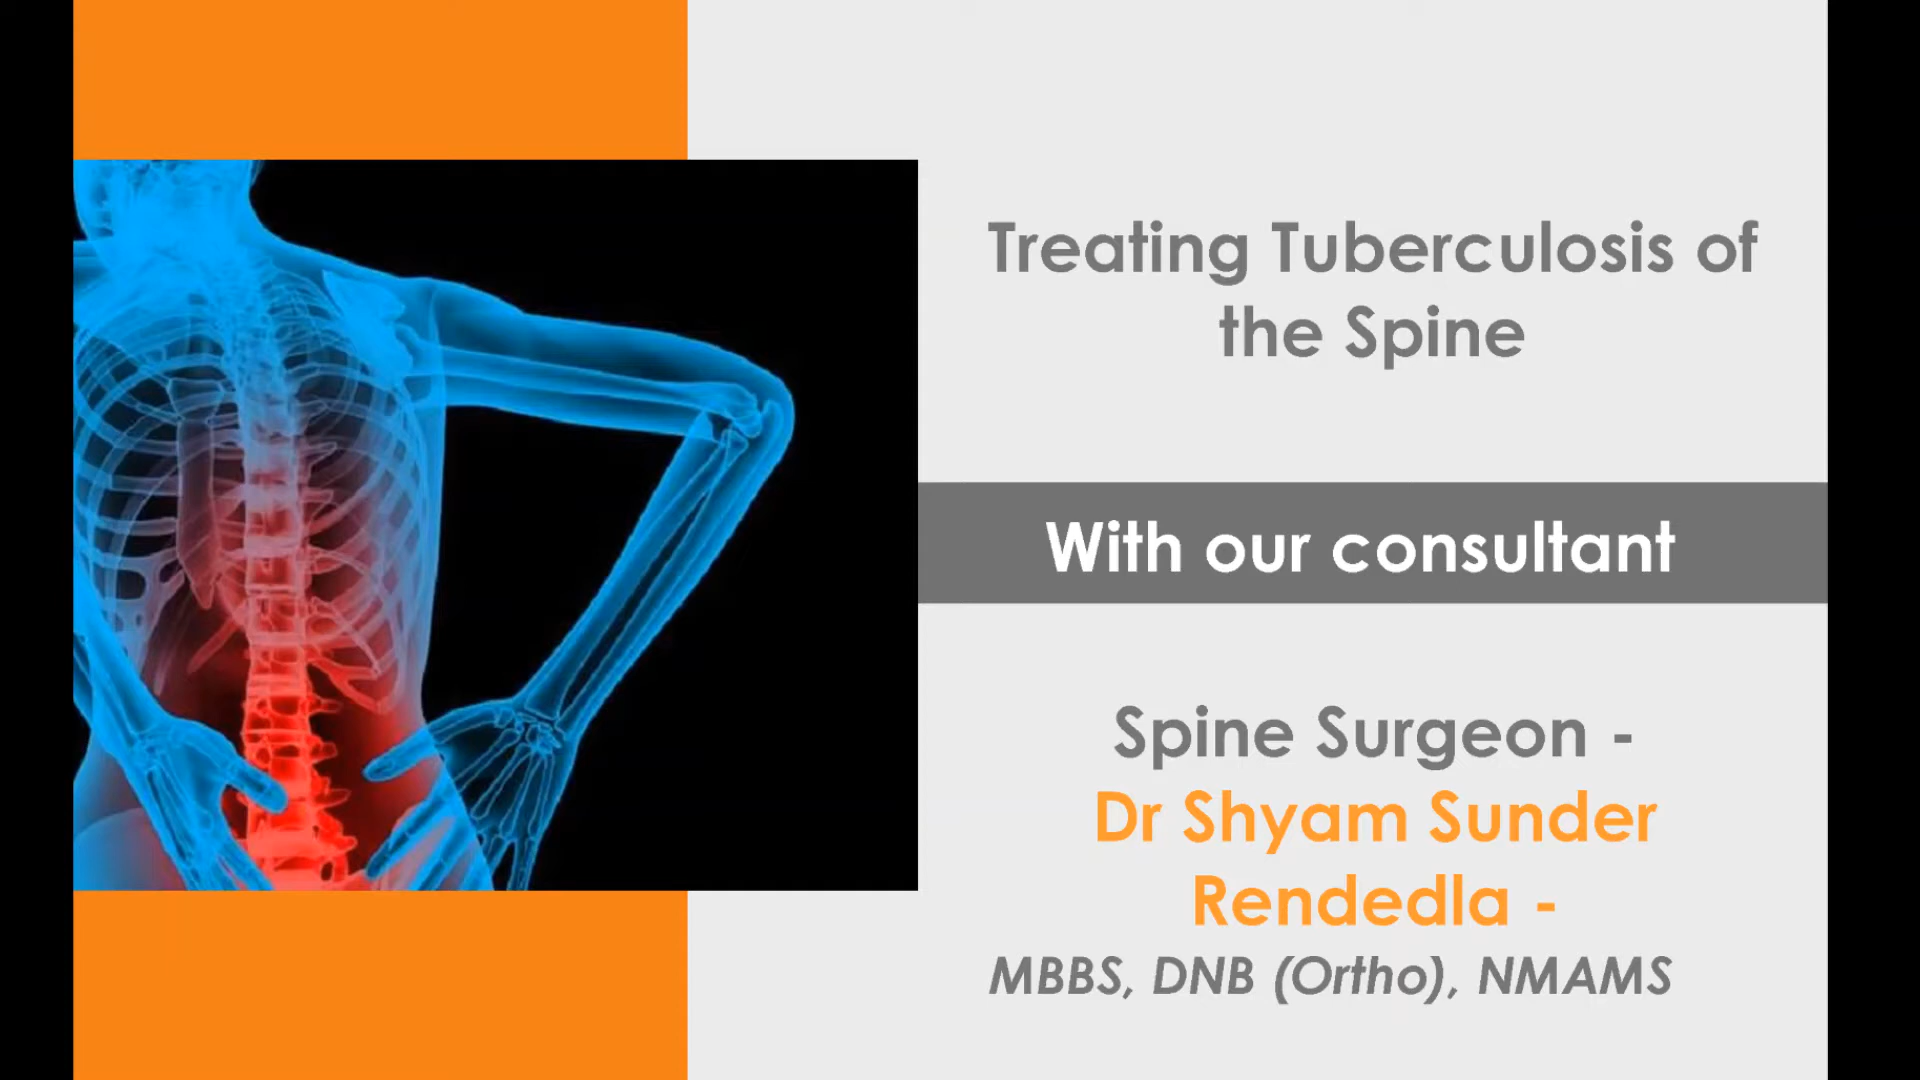 Treating Tuberculosis of
the Spine
With our consultant
Spine Surgeon -
Dr Shyam Sunder
Rendedla -
MBBS, DNB (Ortho), NMAMS